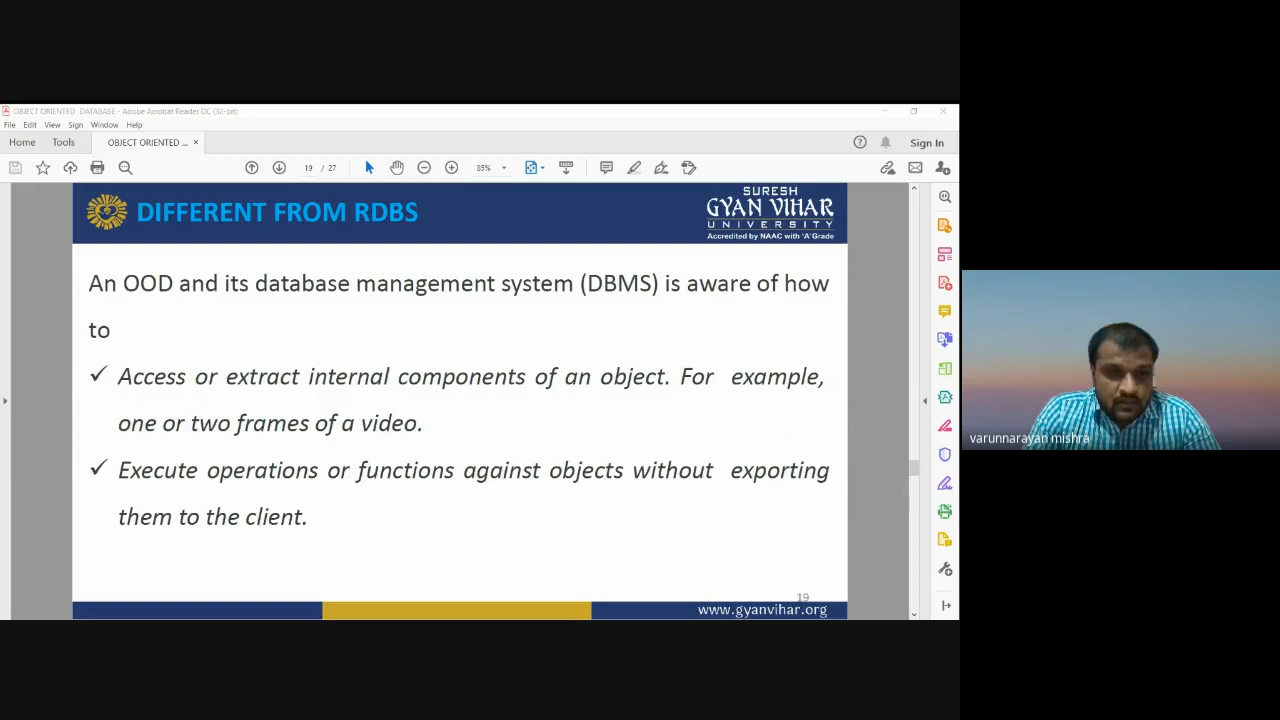 OBJECT ORIENTED DATABASE - Adobe Acrobat Reader DC (32-bit)
File Edit View Sign Window Help
Home Tools OBJECT ORIENTED ... × Sign In
19 / 27 85%
DIFFERENT FROM RDBS
SURESH
GYAN VIHAR
UNIVERSITY
Accredited by NAAC with 'A' Grade
An OOD and its database management system (DBMS) is aware of how
to
✓ Access or extract internal components of an object. For example,
one or two frames of a video.
✓ Execute operations or functions against objects without exporting
them to the client.
19
www.gyanvihar.org
varunnarayan mishra